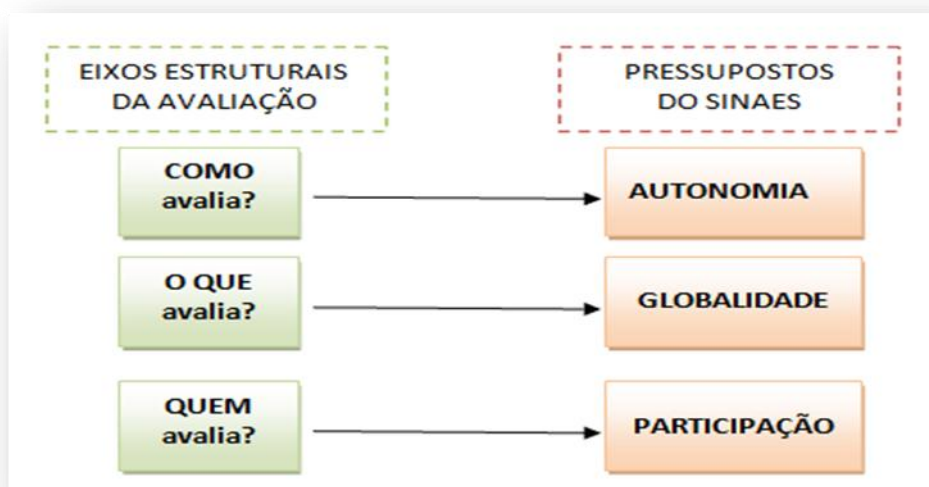 EIXOS ESTRUTURAIS
DA AVALIAÇÃO
PRESSUPOSTOS
DO SINAES
COMO
avalia?
AUTONOMIA
O QUE
avalia?
GLOBALIDADE
QUEM
avalia?
PARTICIPAÇÃO